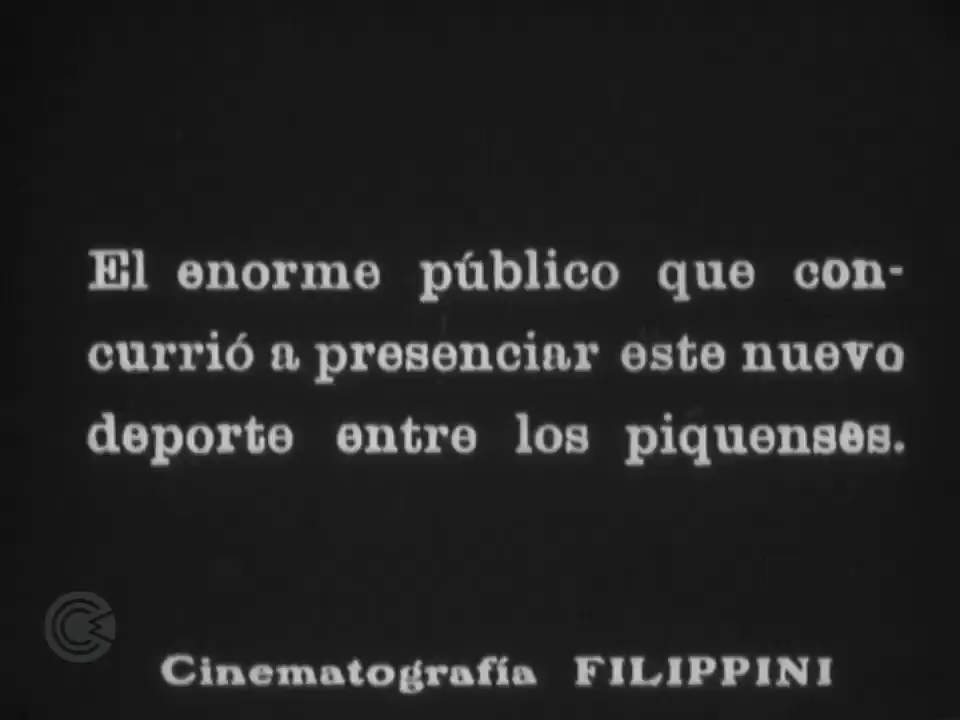 El enorme público que con-
currió a presenciar este nuevo
deporte entre los piquenses.
Cinematografía FILIPPINI